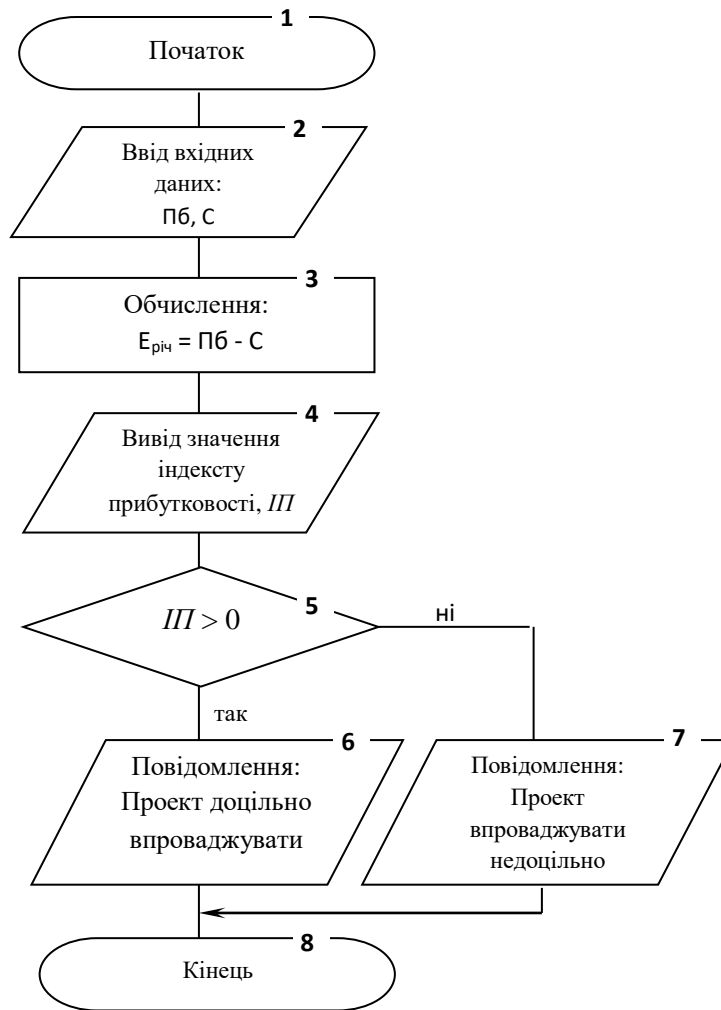 1
Початок
2
Ввід вхідних
даних:
Пб, С
3
Обчислення:
Е_річ = Пб - С
4
Вивід значення
індексту
прибутковості, ІП
5
ІП > 0
ні
так
6
Повідомлення:
Проект доцільно
впроваджувати
7
Повідомлення:
Проект
впроваджувати
недоцільно
8
Кінець